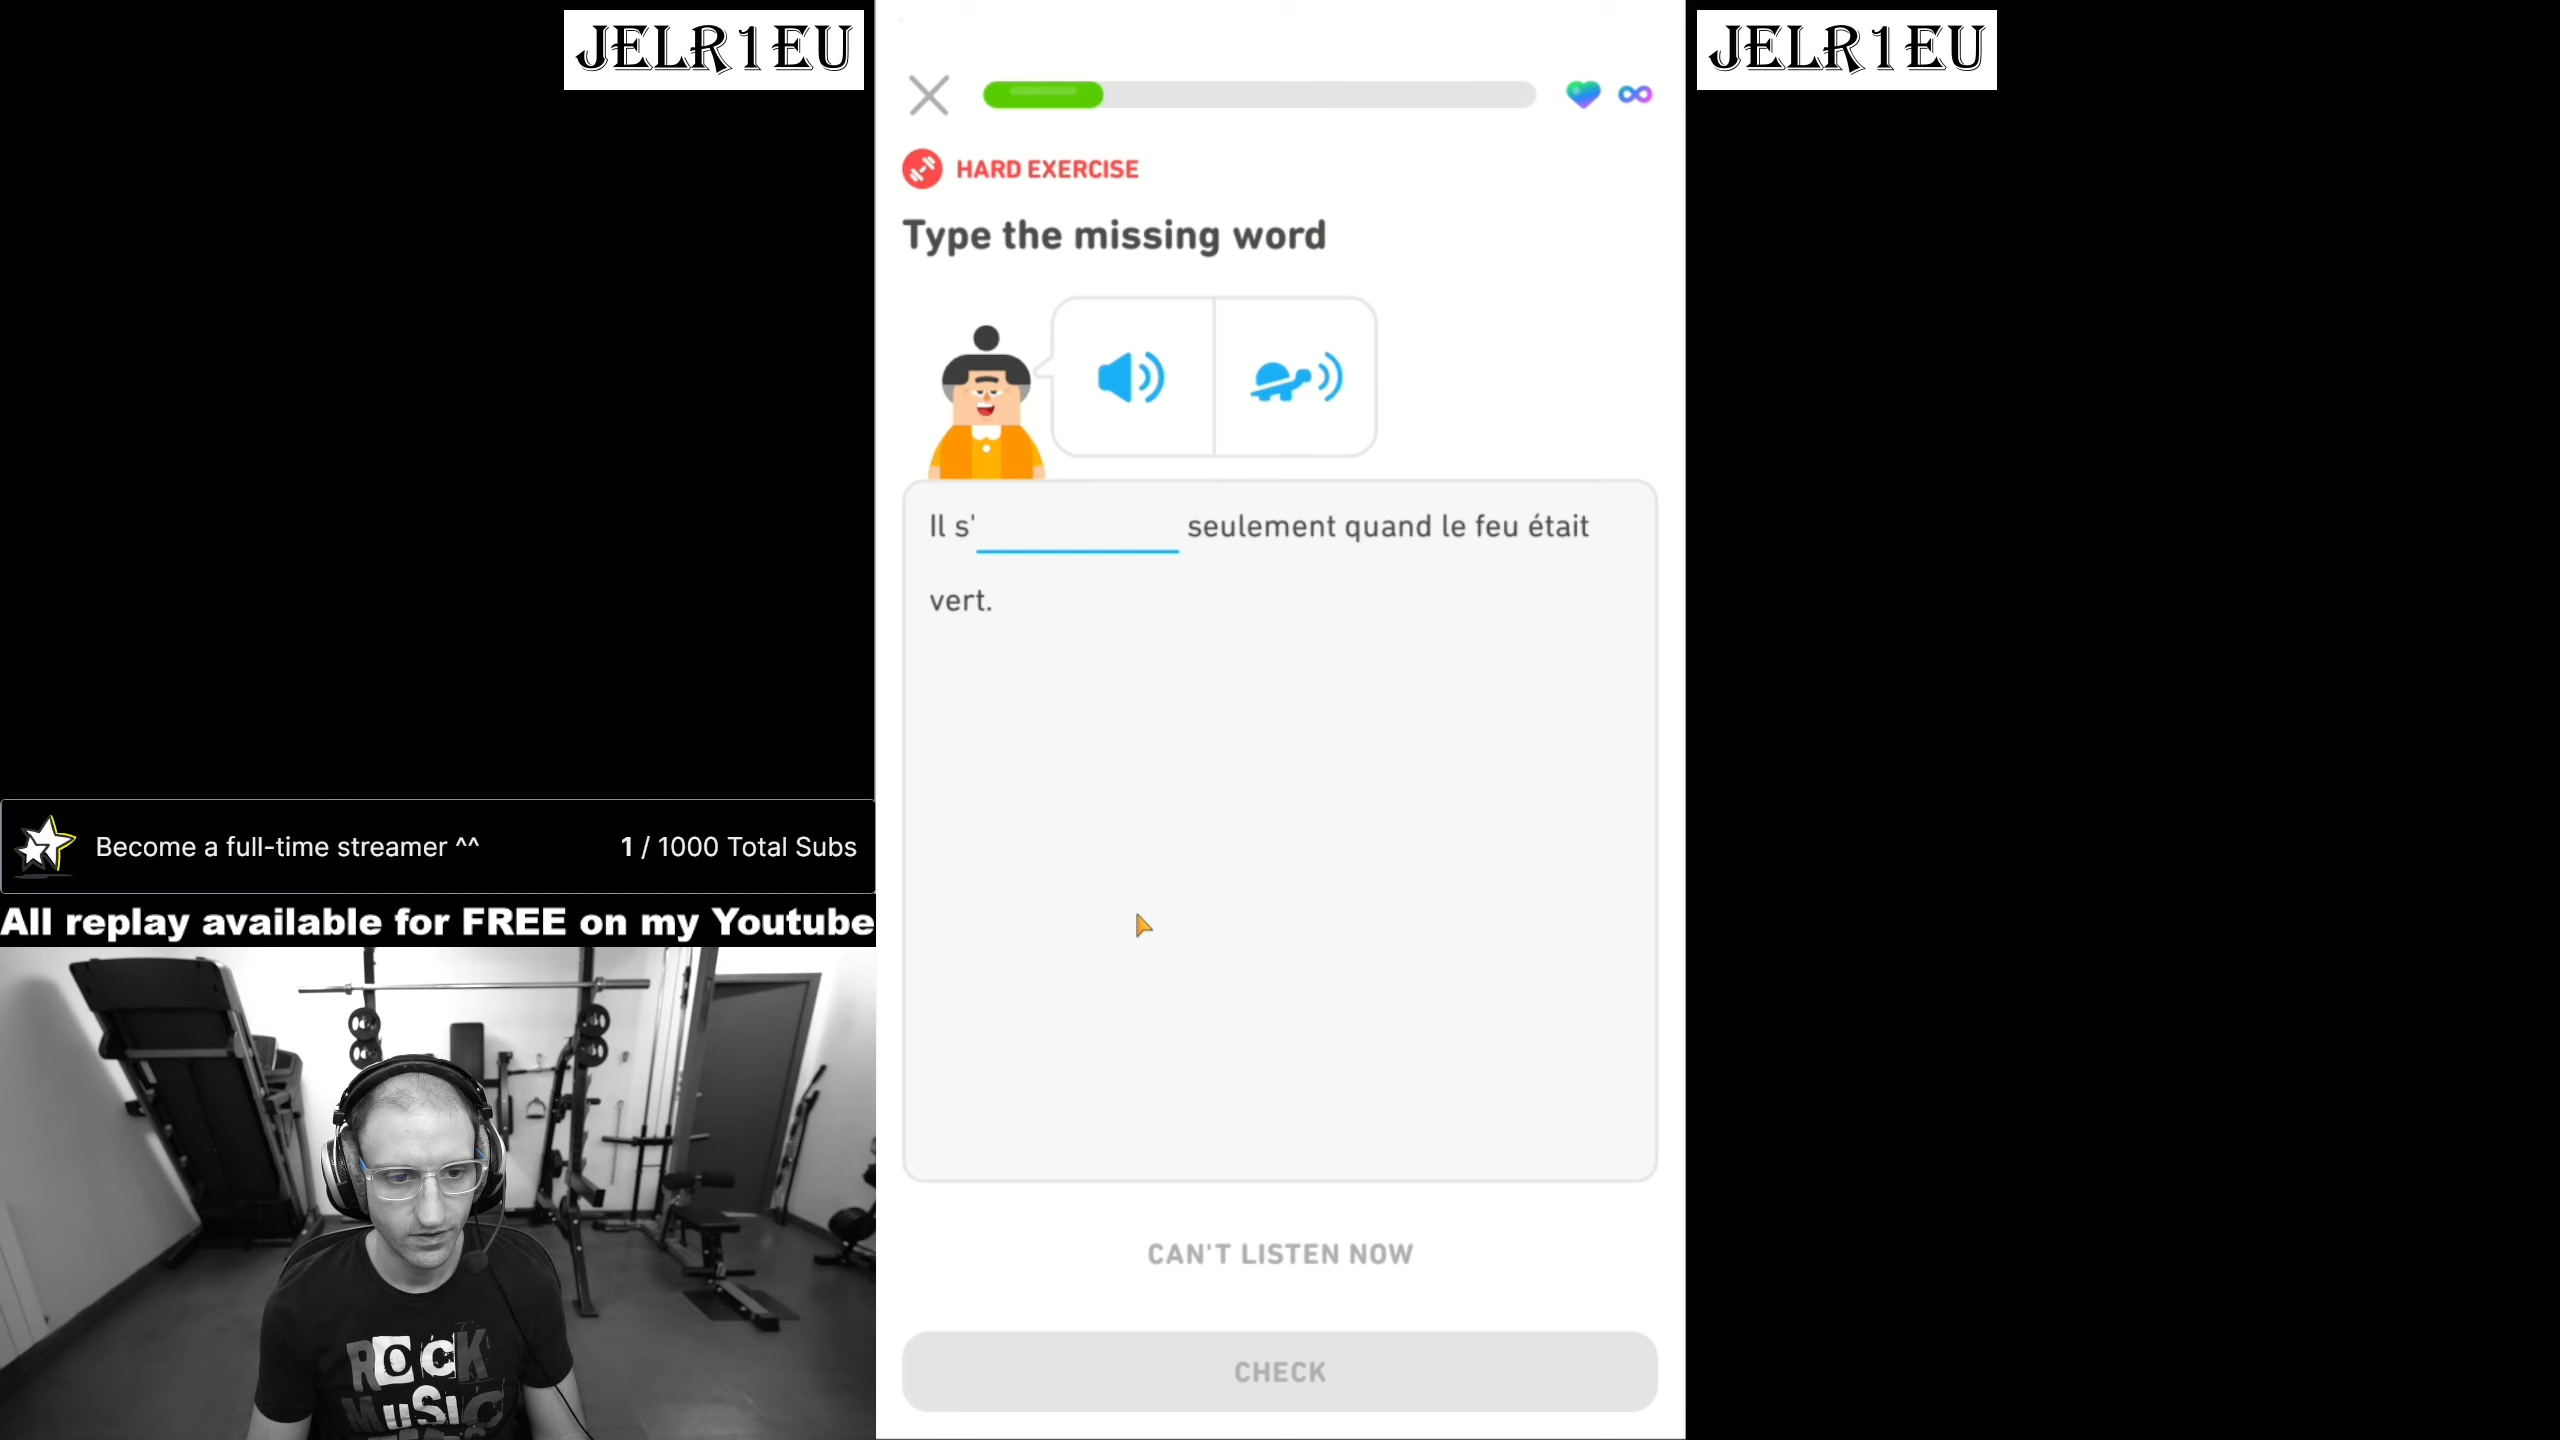 JELR1EU
JELR1EU
HARD EXERCISE
Type the missing word
Il s' seulement quand le feu était
vert.
Become a full-time streamer ^^ 1 / 1000 Total Subs
All replay available for FREE on my Youtube
ROCK
MUSIC
CAN'T LISTEN NOW
CHECK